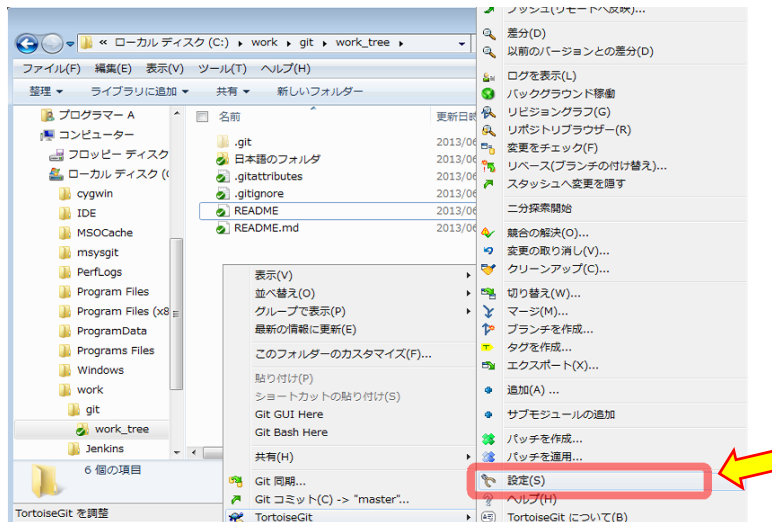 « ローカル ディスク (C:) ▸ work ▸ git ▸ work_tree ▸
ファイル(F) 編集(E) 表示(V) ツール(T) ヘルプ(H)
整理 ライブラリに追加 共有 新しいフォルダー
プログラマー A
コンピューター
フロッピー ディスク
ローカル ディスク (
cygwin
IDE
MSOCache
msysgit
PerfLogs
Program Files
Program Files (x8
ProgramData
Programs Files
Windows
work
git
work_tree
Jenkins
名前 更新日時
.git 2013/06
日本語のフォルダ 2013/06
.gitattributes 2013/06
.gitignore 2013/06
README 2013/06
README.md 2013/06
6 個の項目
TortoiseGit を調整
表示(V)
並べ替え(O)
グループで表示(P)
最新の情報に更新(E)
このフォルダーのカスタマイズ(F)...
貼り付け(P)
ショートカットの貼り付け(S)
Git GUI Here
Git Bash Here
共有(H)
Git 同期...
Git コミット(C) -> "master"...
TortoiseGit
プッシュ(リモートへ反映)...
差分(D)
以前のバージョンとの差分(D)
ログを表示(L)
バックグラウンド稼働
リビジョングラフ(G)
リポジトリブラウザー(R)
変更をチェック(F)
リベース(ブランチの付け替え)...
スタッシュへ変更を隠す
二分探索開始
競合の解決(O)...
変更の取り消し(V)...
クリーンアップ(C)...
切り替え(W)...
マージ(M)...
ブランチを作成...
タグを作成...
エクスポート(X)...
追加(A) ...
サブモジュールの追加
パッチを作成...
パッチを適用...
設定(S)
ヘルプ(H)
TortoiseGit について(B)